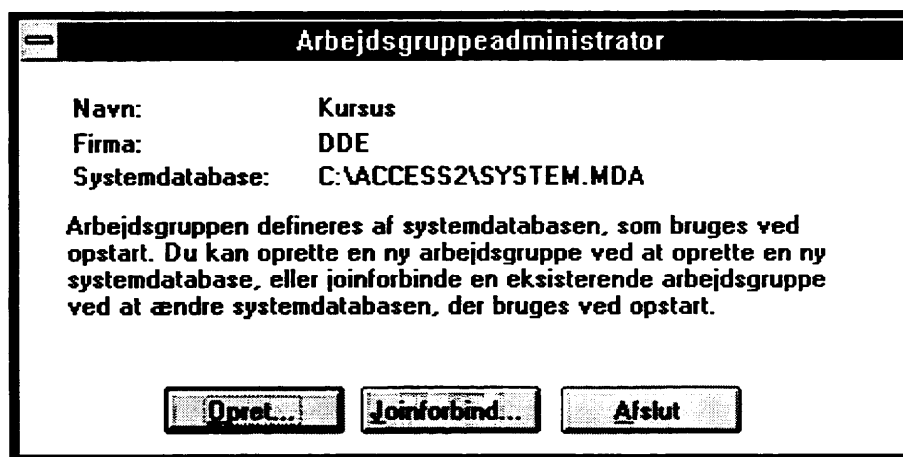 Arbejdsgruppeadministrator
Navn: Kursus
Firma: DDE
Systemdatabase: C:\ACCESS2\SYSTEM.MDA
Arbejdsgruppen defineres af systemdatabasen, som bruges ved
opstart. Du kan oprette en ny arbejdsgruppe ved at oprette en ny
systemdatabase, eller joinforbinde en eksisterende arbejdsgruppe
ved at ændre systemdatabasen, der bruges ved opstart.
Opret... Joinforbind... Afslut